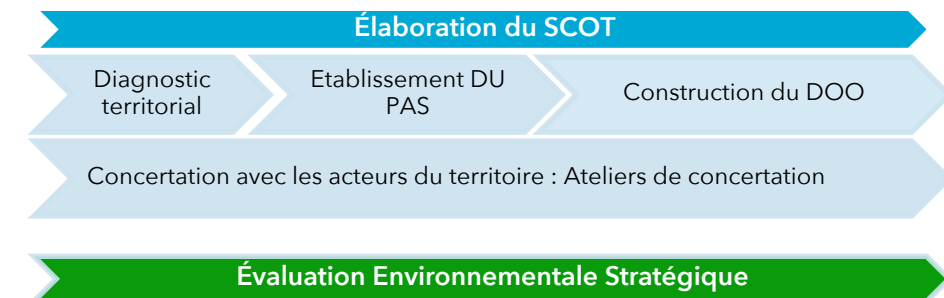 Élaboration du SCOT
Diagnostic
territorial
Etablissement DU
PAS
Construction du DOO
Concertation avec les acteurs du territoire : Ateliers de concertation
Évaluation Environnementale Stratégique